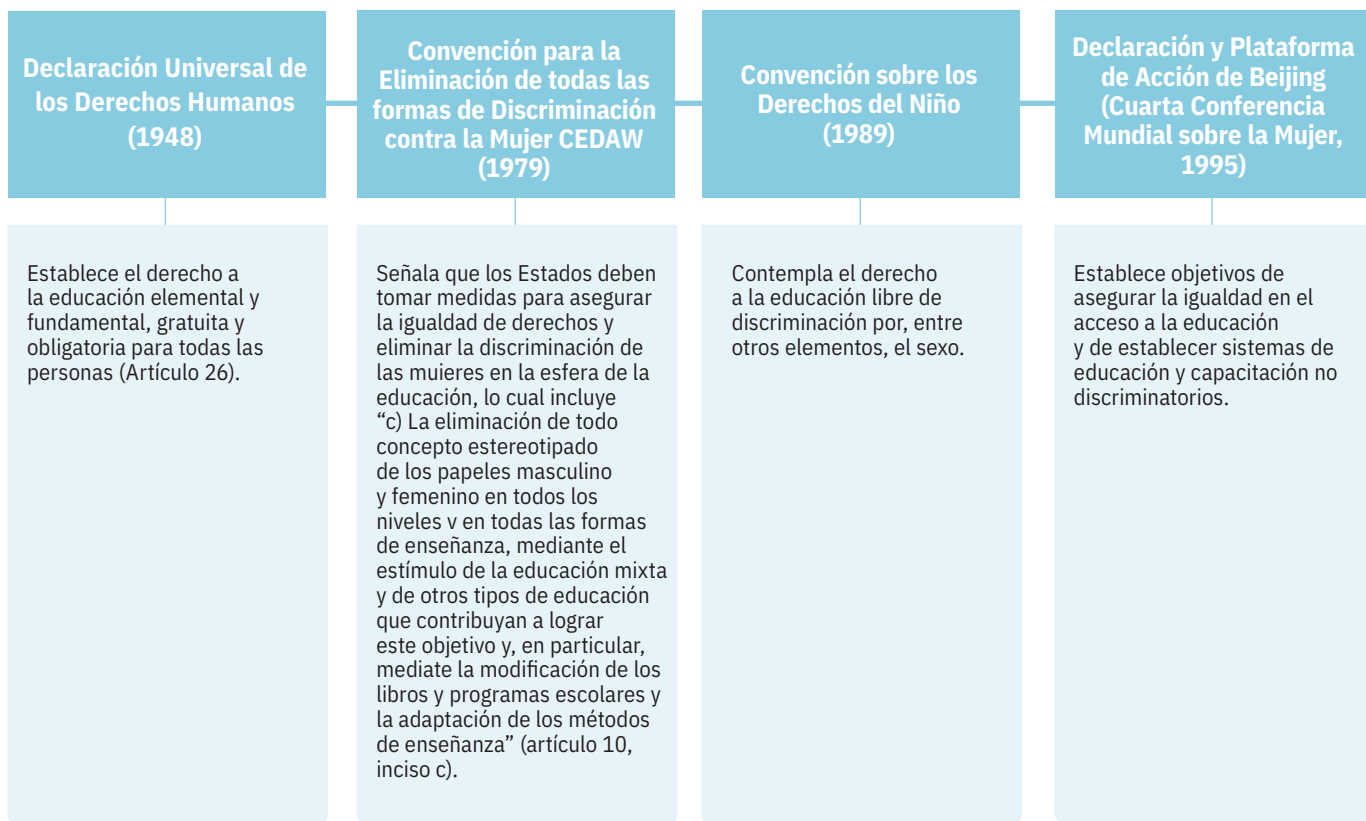 Declaración Universal de
los Derechos Humanos
(1948)
Establece el derecho a
la educación elemental y
fundamental, gratuita y
obligatoria para todas las
personas (Artículo 26).
Convención para la
Eliminación de todas las
formas de Discriminación
contra la Mujer CEDAW
(1979)
Señala que los Estados deben
tomar medidas para asegurar
la igualdad de derechos y
eliminar la discriminación de
las muieres en la esfera de la
educación, lo cual incluye
“c) La eliminación de todo
concepto estereotipado
de los papeles masculino
y femenino en todos los
niveles v en todas las formas
de enseñanza, mediante el
estímulo de la educación mixta
y de otros tipos de educación
que contribuyan a lograr
este objetivo y, en particular,
mediate la modificación de los
libros y programas escolares y
la adaptación de los métodos
de enseñanza” (artículo 10,
inciso c).
Convención sobre los
Derechos del Niño
(1989)
Contempla el derecho
a la educación libre de
discriminación por, entre
otros elementos, el sexo.
Declaración y Plataforma
de Acción de Beijing
(Cuarta Conferencia
Mundial sobre la Mujer,
1995)
Establece objetivos de
asegurar la igualdad en el
acceso a la educación
y de establecer sistemas de
educación y capacitación no
discriminatorios.